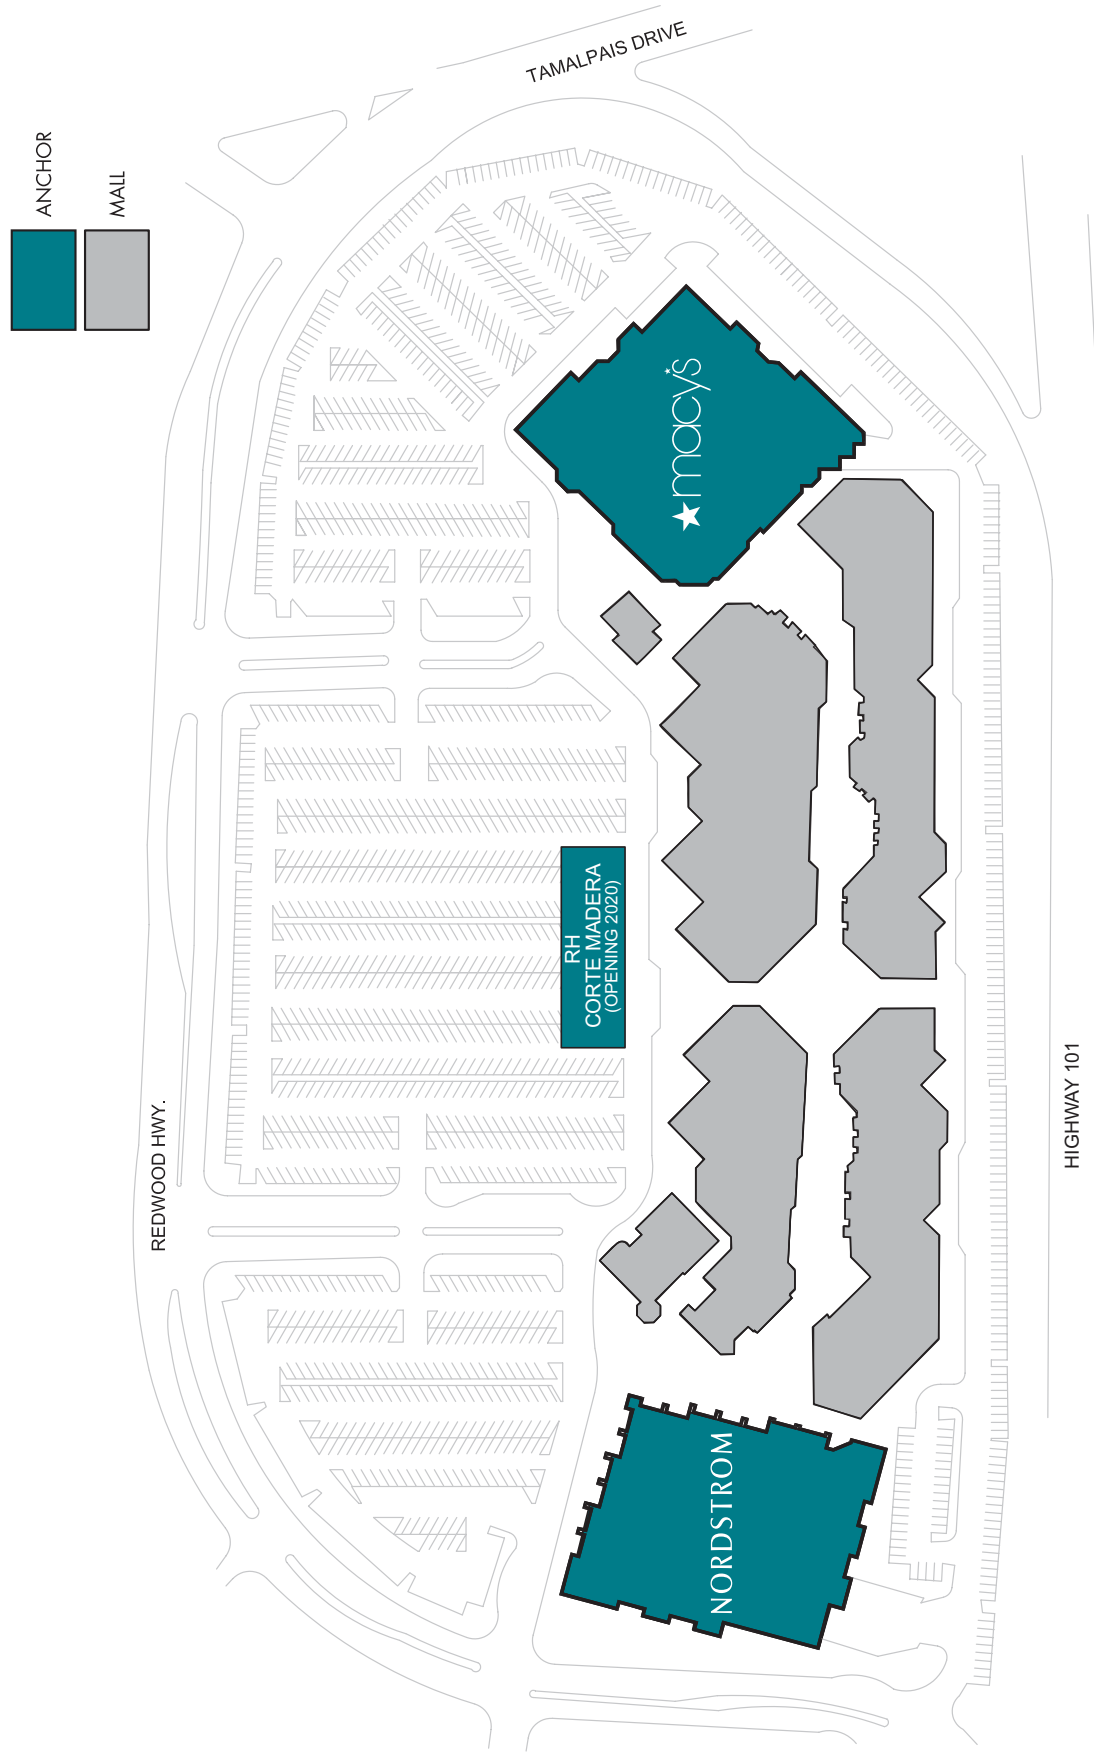 TAMALPAIS DRIVE
ANCHOR
MALL
macy's
RH
CORTE MADERA
(OPENING 2020)
REDWOOD HWY.
HIGHWAY 101
NORDSTROM